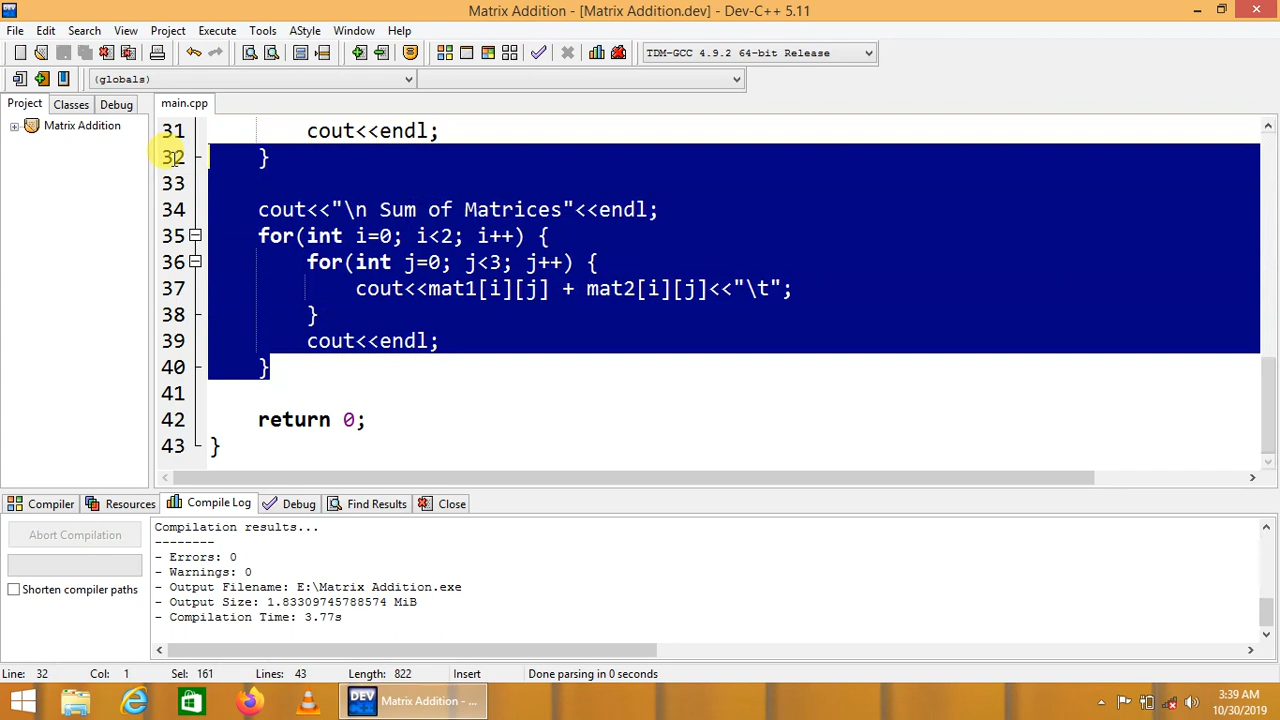 Matrix Addition - [Matrix Addition.dev] - Dev-C++ 5.11
File Edit Search View Project Execute Tools AStyle Window Help
TDM-GCC 4.9.2 64-bit Release
(globals)
Project Classes Debug main.cpp
Matrix Addition
31 cout<<endl;
32 }
33
34 cout<<"\n Sum of Matrices"<<endl;
35 for(int i=0; i<2; i++) {
36 for(int j=0; j<3; j++) {
37 cout<<mat1[i][j] + mat2[i][j]<<"\t";
38 }
39 cout<<endl;
40 }
41
42 return 0;
43 }
Compiler Resources Compile Log Debug Find Results Close
Abort Compilation
Shorten compiler paths
Compilation results...
--------
- Errors: 0
- Warnings: 0
- Output Filename: E:\Matrix Addition.exe
- Output Size: 1.83309745788574 MiB
- Compilation Time: 3.77s
Line: 32 Col: 1 Sel: 161 Lines: 43 Length: 822 Insert Done parsing in 0 seconds
DEV Matrix Addition - ...
3:39 AM
10/30/2019